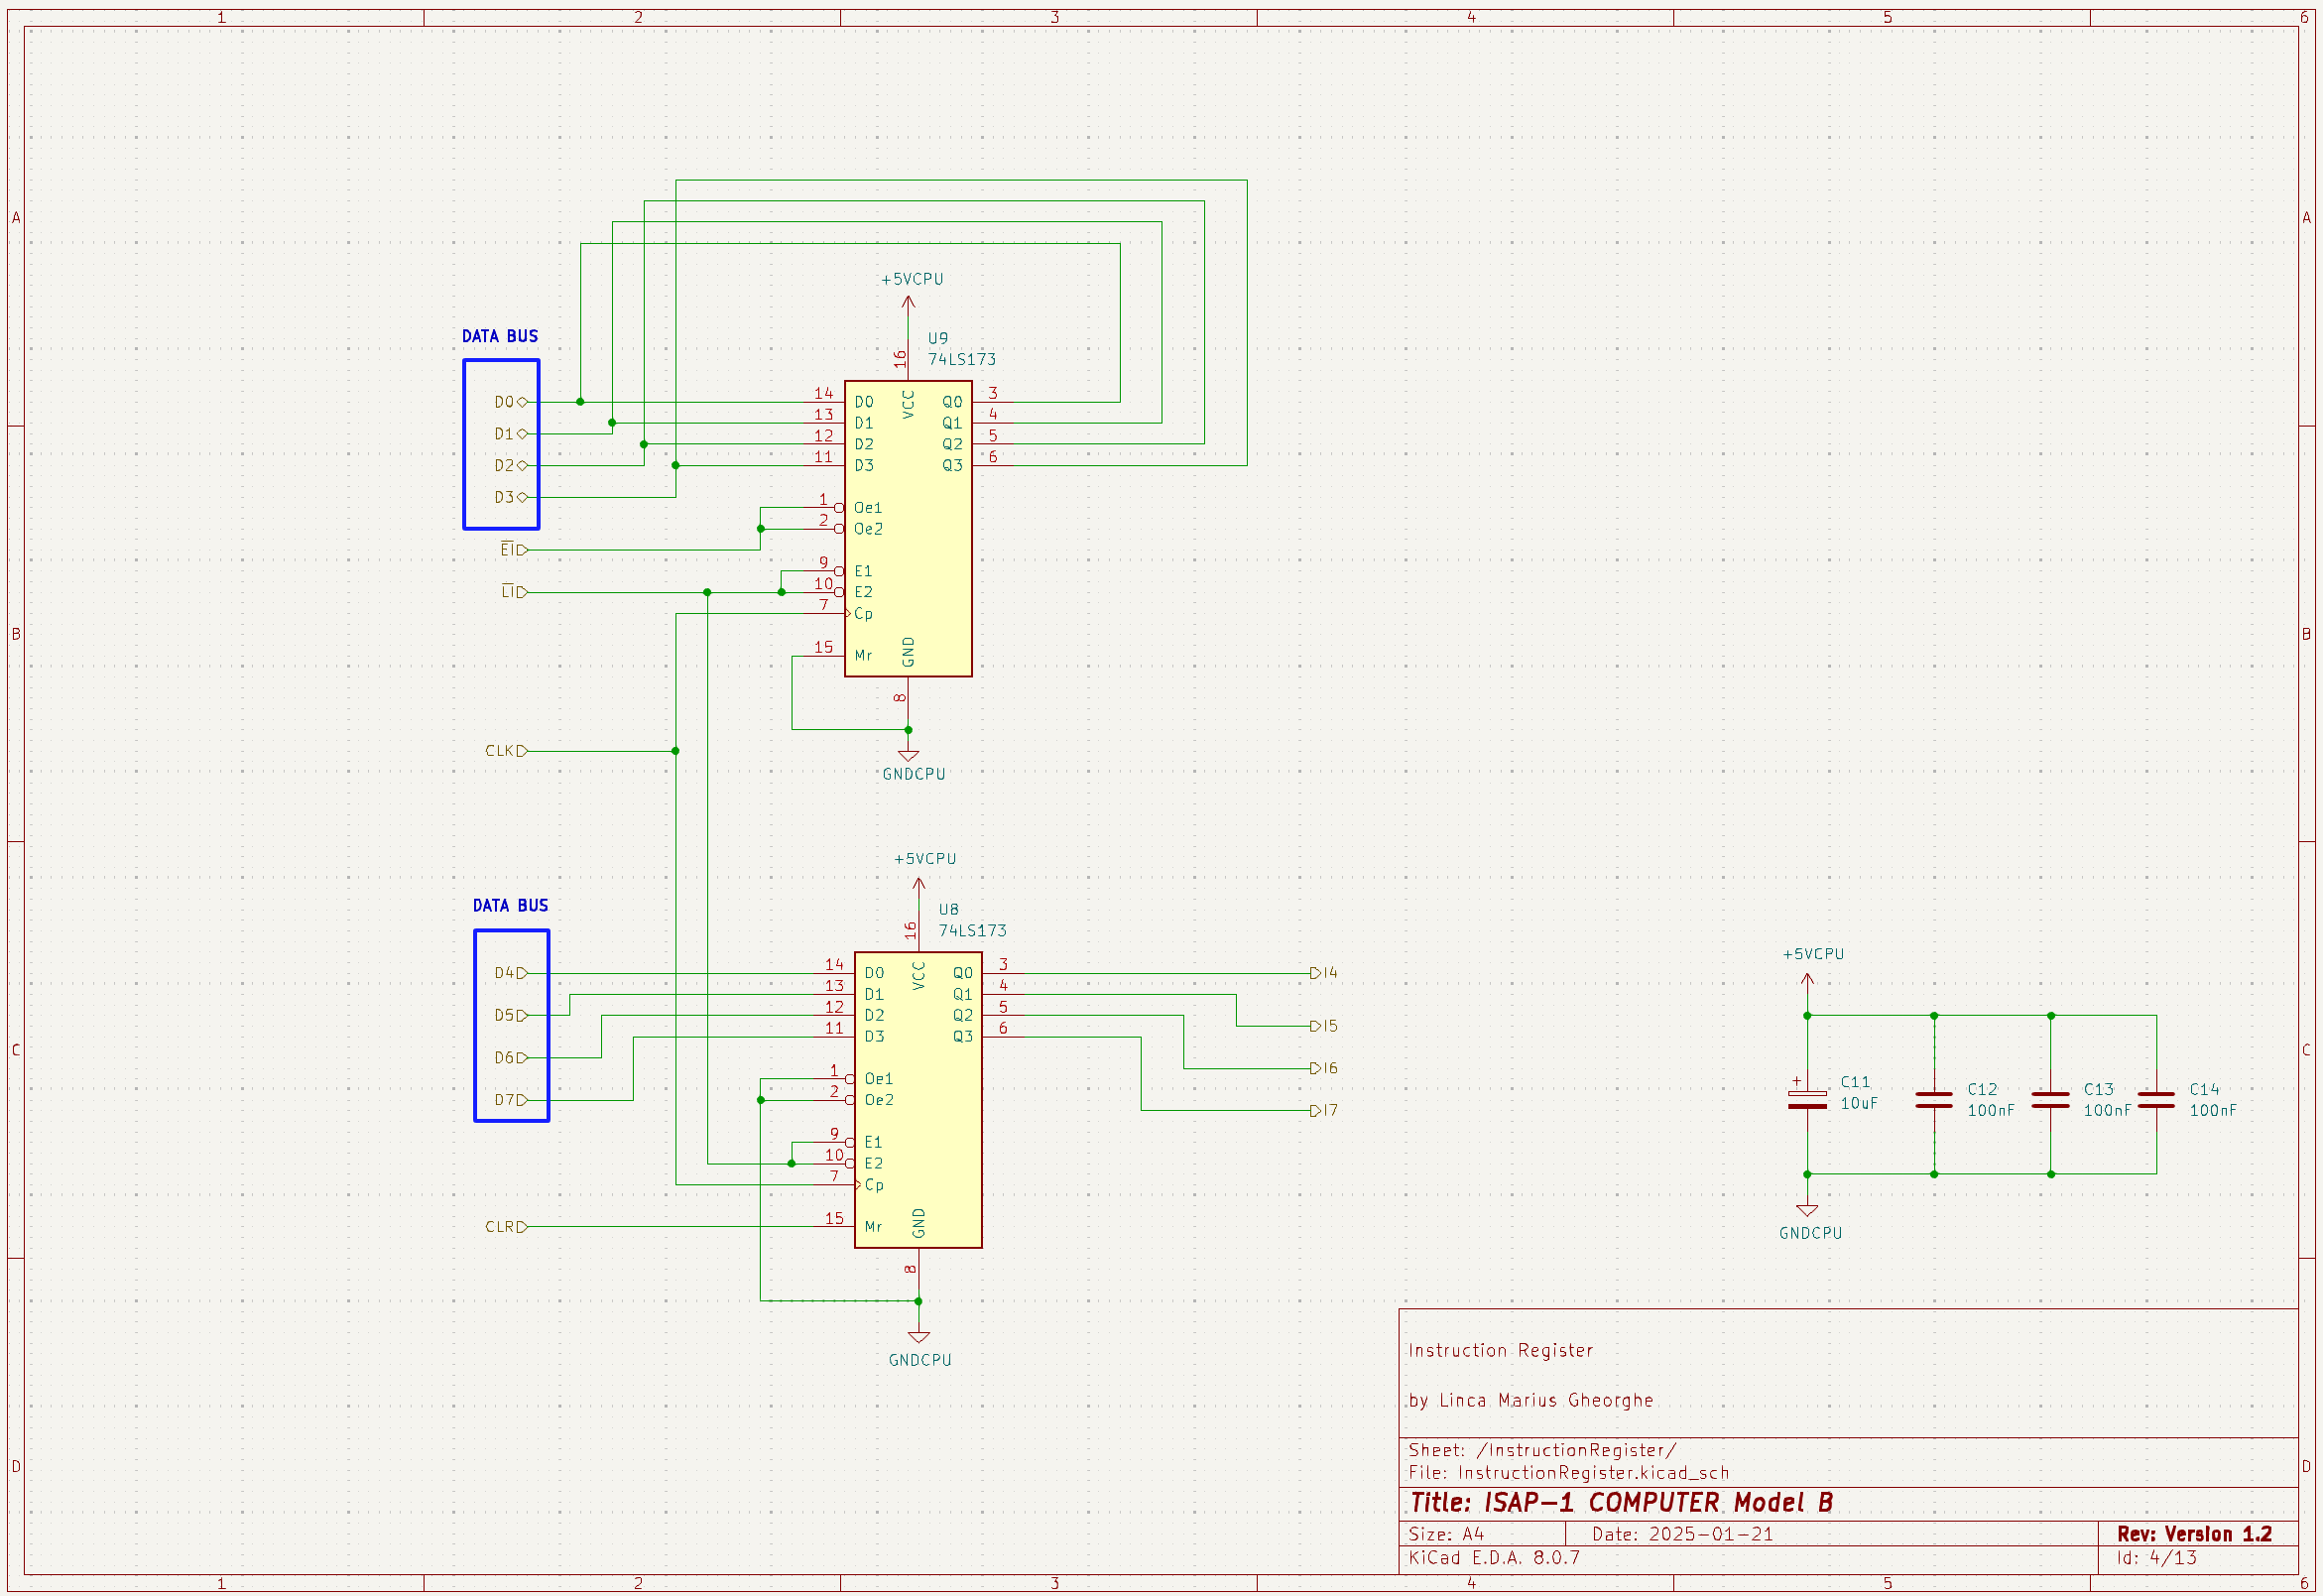 1 2 3 4 5 6
A A
+5VCPU
DATA BUS
U9
74LS173
16
VCC
D0 14 D0 Q0 3
13 D1 Q1 4
D1
12 D2 Q2 5
D2 11 D3 Q3 6
D3
1 Oe1
2 Oe2
EI
9 E1
LI 10 E2
7 Cp
B B
15 Mr GND
8
CLK
GNDCPU
+5VCPU
DATA BUS
U8
74LS173
16
VCC
D4 14 D0 Q0 3 I4
13 D1 Q1 4
D5 12 D2 Q2 5 I5
11 D3 Q3 6
D6 I6
1 Oe1
D7 2 Oe2 I7
9 E1
10 E2
7 Cp
CLR 15 Mr GND
8
GNDCPU
C C
+5VCPU
+ C11 C12 C13 C14
10uF 100nF 100nF 100nF
GNDCPU
Instruction Register
by Linca Marius Gheorghe
Sheet: /InstructionRegister/
File: InstructionRegister.kicad_sch
D D
Title: ISAP-1 COMPUTER Model B
Size: A4 Date: 2025-01-21 Rev: Version 1.2
KiCad E.D.A. 8.0.7 Id: 4/13
1 2 3 4 5 6